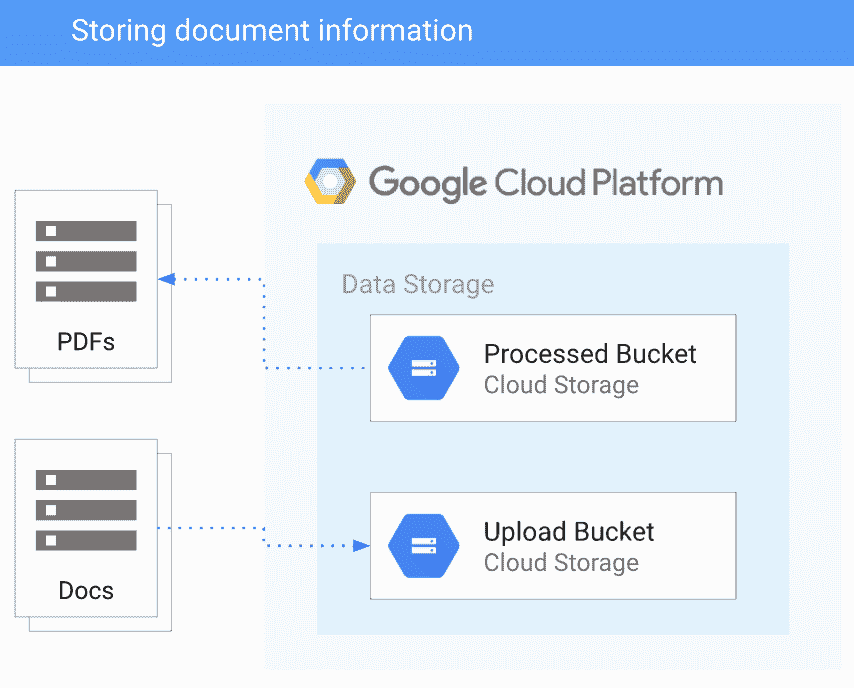 Storing document information
Google Cloud Platform
Data Storage
PDFs
Processed Bucket
Cloud Storage
Docs
Upload Bucket
Cloud Storage